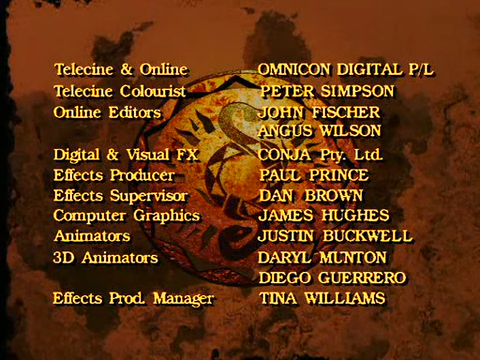 Telecine & Online OMNICON DIGITAL P/L
Telecine Colourist PETER SIMPSON
Online Editors JOHN FISCHER
ANGUS WILSON
Digital & Visual FX CONJA Pty. Ltd.
Effects Producer PAUL PRINCE
Effects Supervisor DAN BROWN
Computer Graphics JAMES HUGHES
Animators JUSTIN BUCKWELL
3D Animators DARYL MUNTON
DIEGO GUERRERO
Effects Prod. Manager TINA WILLIAMS